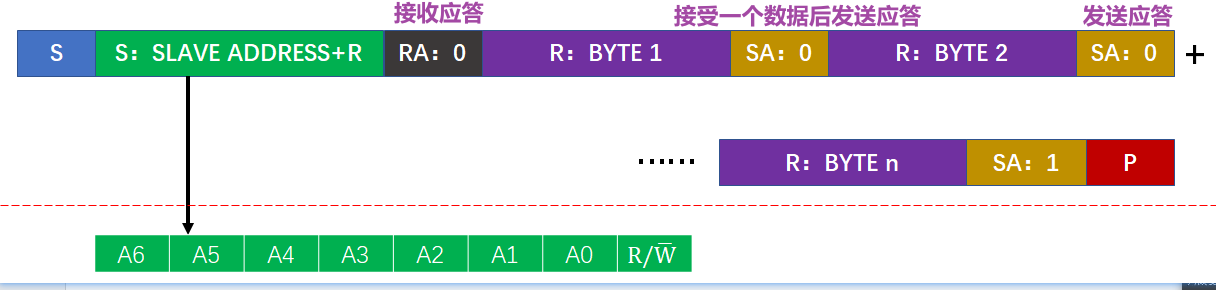 接收应答 接受一个数据后发送应答 发送应答
S S：SLAVE ADDRESS+R RA：0 R：BYTE 1 SA：0 R：BYTE 2 SA：0 +
…… R：BYTE n SA：1 P
A6 A5 A4 A3 A2 A1 A0 R/W̅